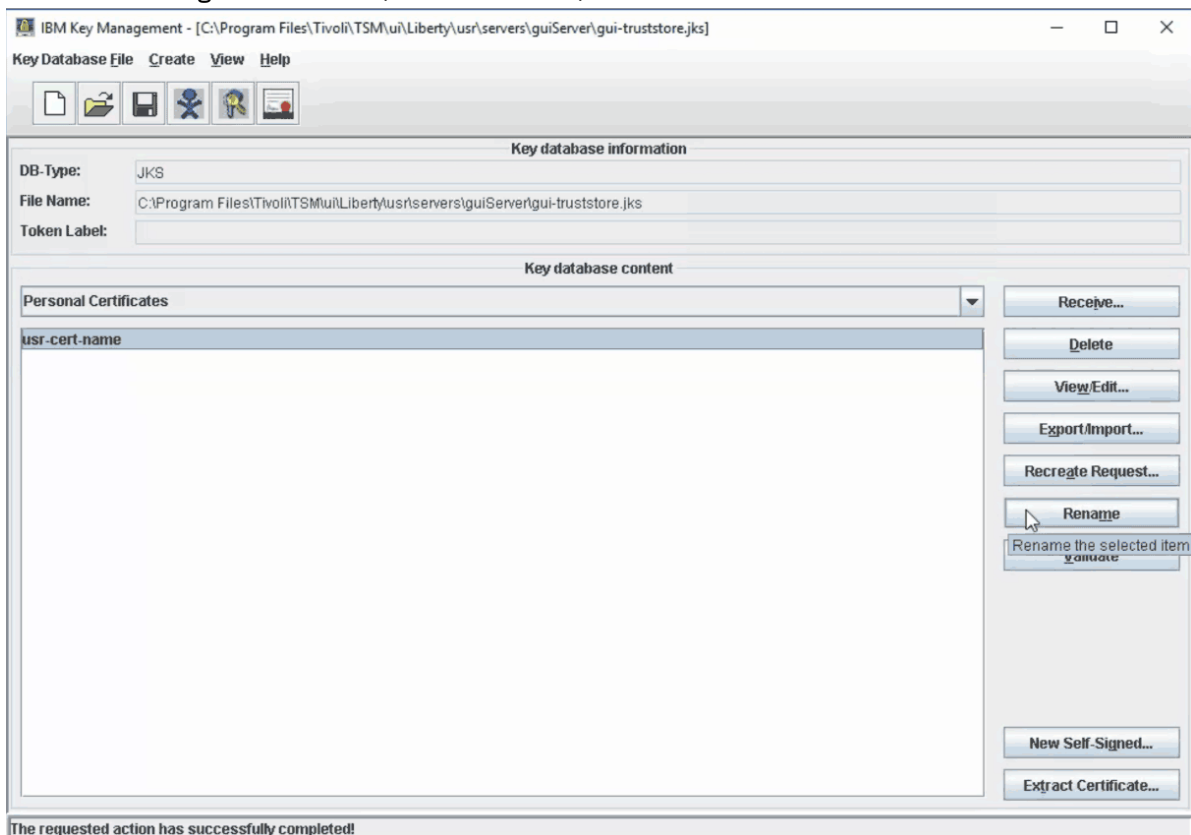 IBM Key Management - [C:\Program Files\Tivoli\TSM\ui\Liberty\usr\servers\guiServer\gui-truststore.jks]
Key Database File Create View Help
Key database information
DB-Type: JKS
File Name: C:\Program Files\Tivoli\TSM\ui\Liberty\usr\servers\guiServer\gui-truststore.jks
Token Label:
Key database content
Personal Certificates
Receive...
usr-cert-name
Delete
View/Edit...
Export/Import...
Recreate Request...
Rename
Rename the selected item
Validate
New Self-Signed...
Extract Certificate...
The requested action has successfully completed!